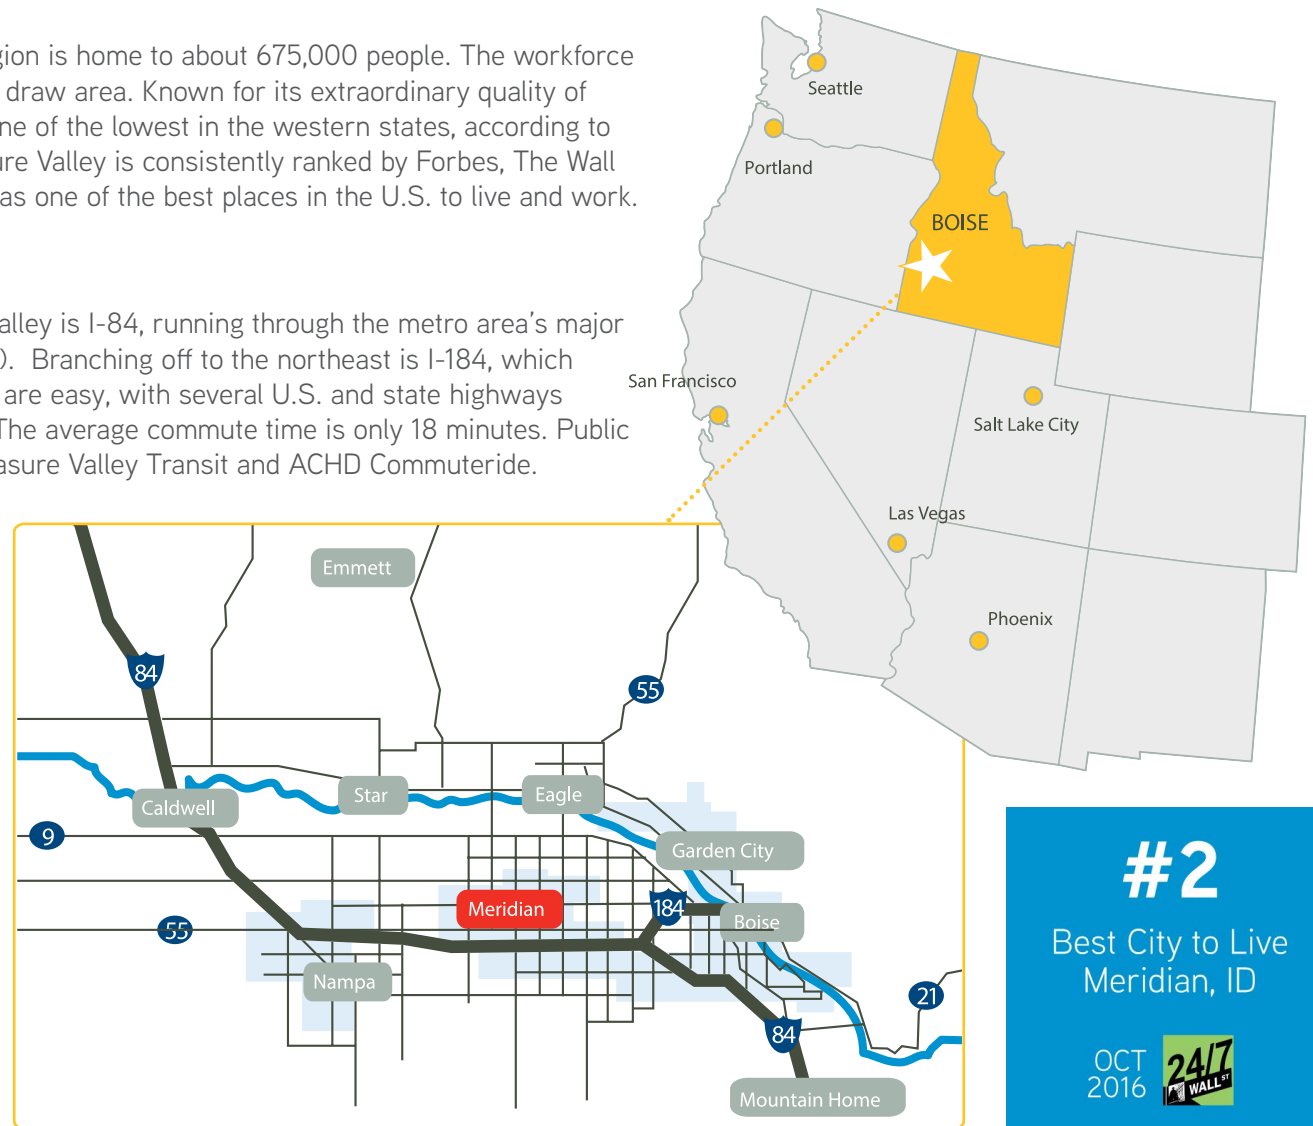 gion is home to about 675,000 people. The workforce
draw area. Known for its extraordinary quality of
ne of the lowest in the western states, according to
ure Valley is consistently ranked by Forbes, The Wall
as one of the best places in the U.S. to live and work.
alley is I-84, running through the metro area's major
). Branching off to the northeast is I-184, which
are easy, with several U.S. and state highways
The average commute time is only 18 minutes. Public
asure Valley Transit and ACHD Commuteride.
Seattle
Portland
BOISE
San Francisco
Salt Lake City
Las Vegas
Phoenix
Emmett
84
55
Caldwell
Star
Eagle
9
Garden City
Meridian
184
Boise
55
Nampa
21
84
Mountain Home
#2
Best City to Live
Meridian, ID
OCT
2016
24/7
WALL ST